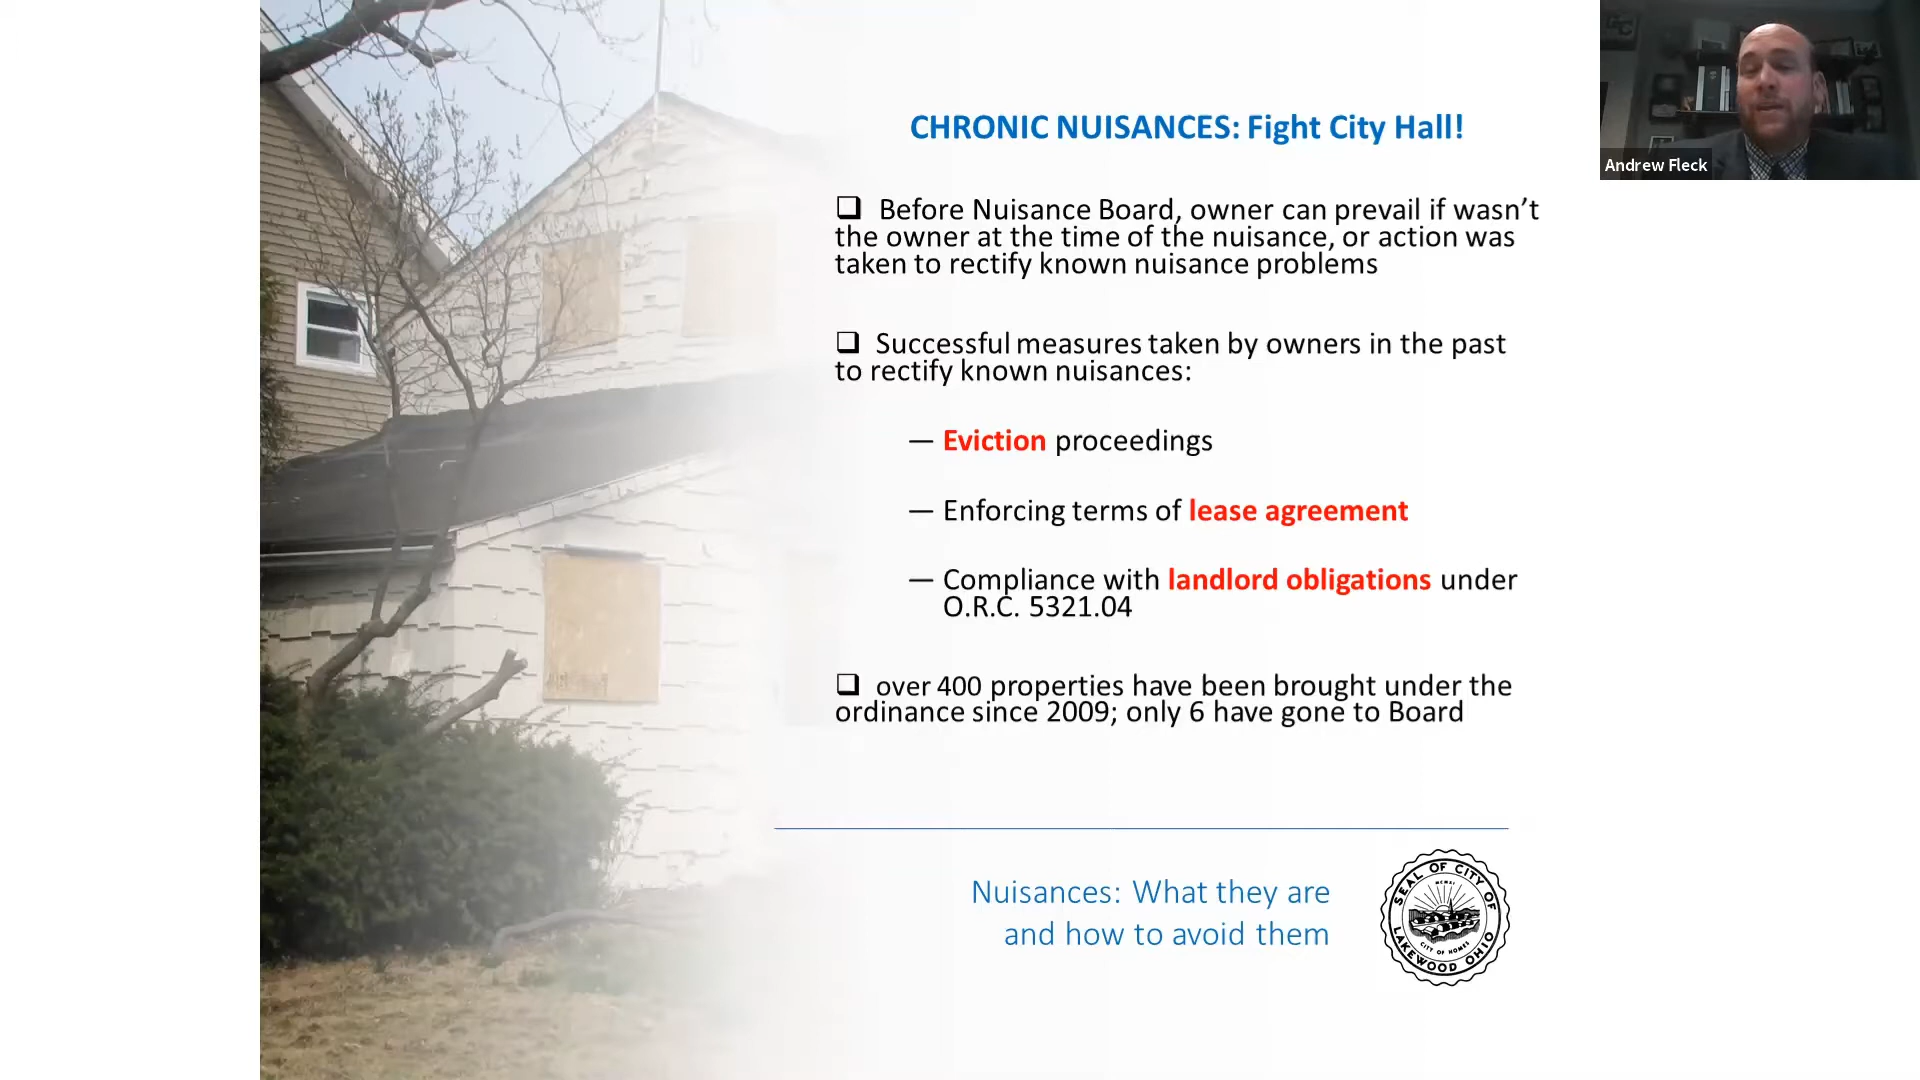 CHRONIC NUISANCES: Fight City Hall!
Andrew Fleck
Before Nuisance Board, owner can prevail if wasn’t
the owner at the time of the nuisance, or action was
taken to rectify known nuisance problems
Successful measures taken by owners in the past
to rectify known nuisances:
— Eviction proceedings
— Enforcing terms of lease agreement
— Compliance with landlord obligations under
O.R.C. 5321.04
over 400 properties have been brought under the
ordinance since 2009; only 6 have gone to Board
Nuisances: What they are
and how to avoid them
SEAL OF CITY OF
LAKEWOOD OHIO
MCMXI
CITY OF HOMES